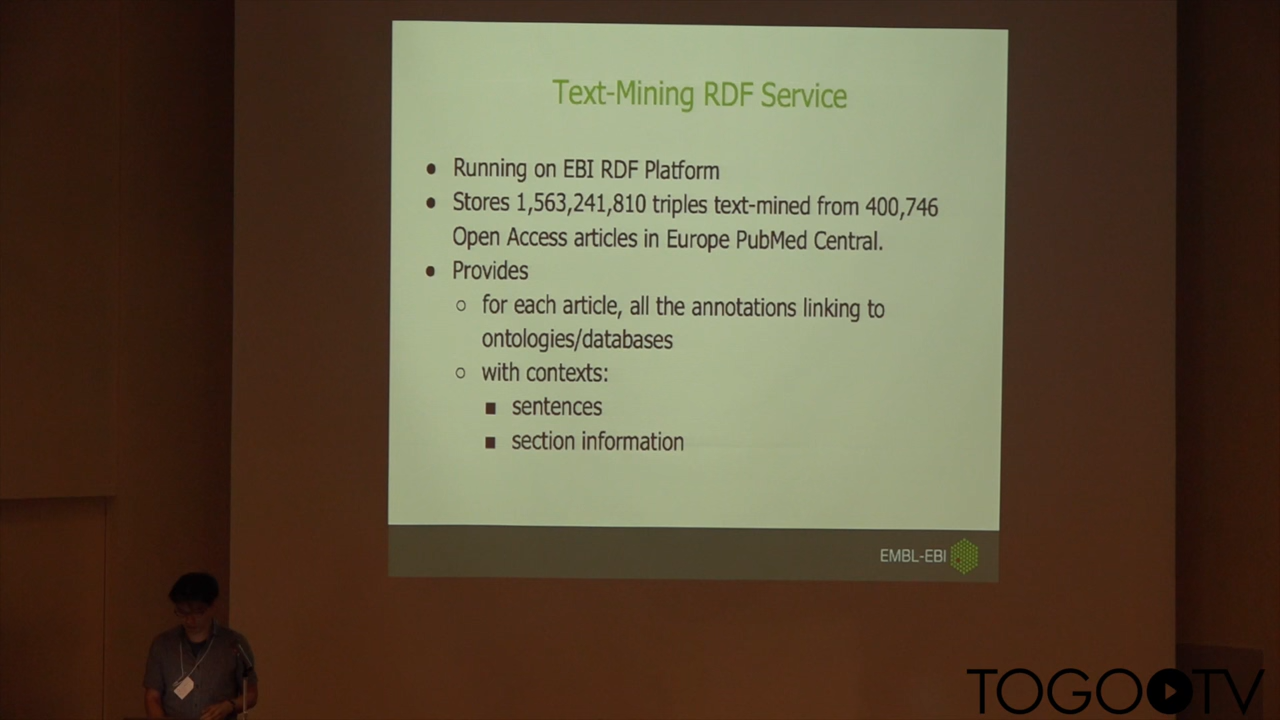 Text-Mining RDF Service
● Running on EBI RDF Platform
● Stores 1,563,241,810 triples text-mined from 400,746
Open Access articles in Europe PubMed Central.
● Provides
○ for each article, all the annotations linking to
ontologies/databases
○ with contexts:
■ sentences
■ section information
EMBL-EBI
TOGOTV